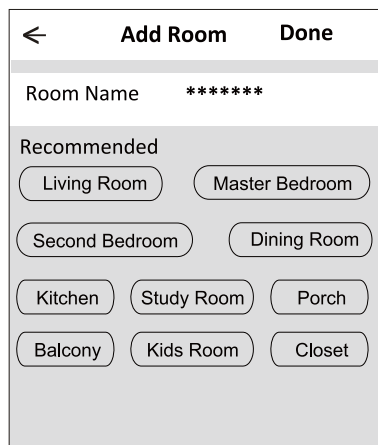 ← Add Room Done
Room Name *******
Recommended
Living Room Master Bedroom
Second Bedroom Dining Room
Kitchen Study Room Porch
Balcony Kids Room Closet